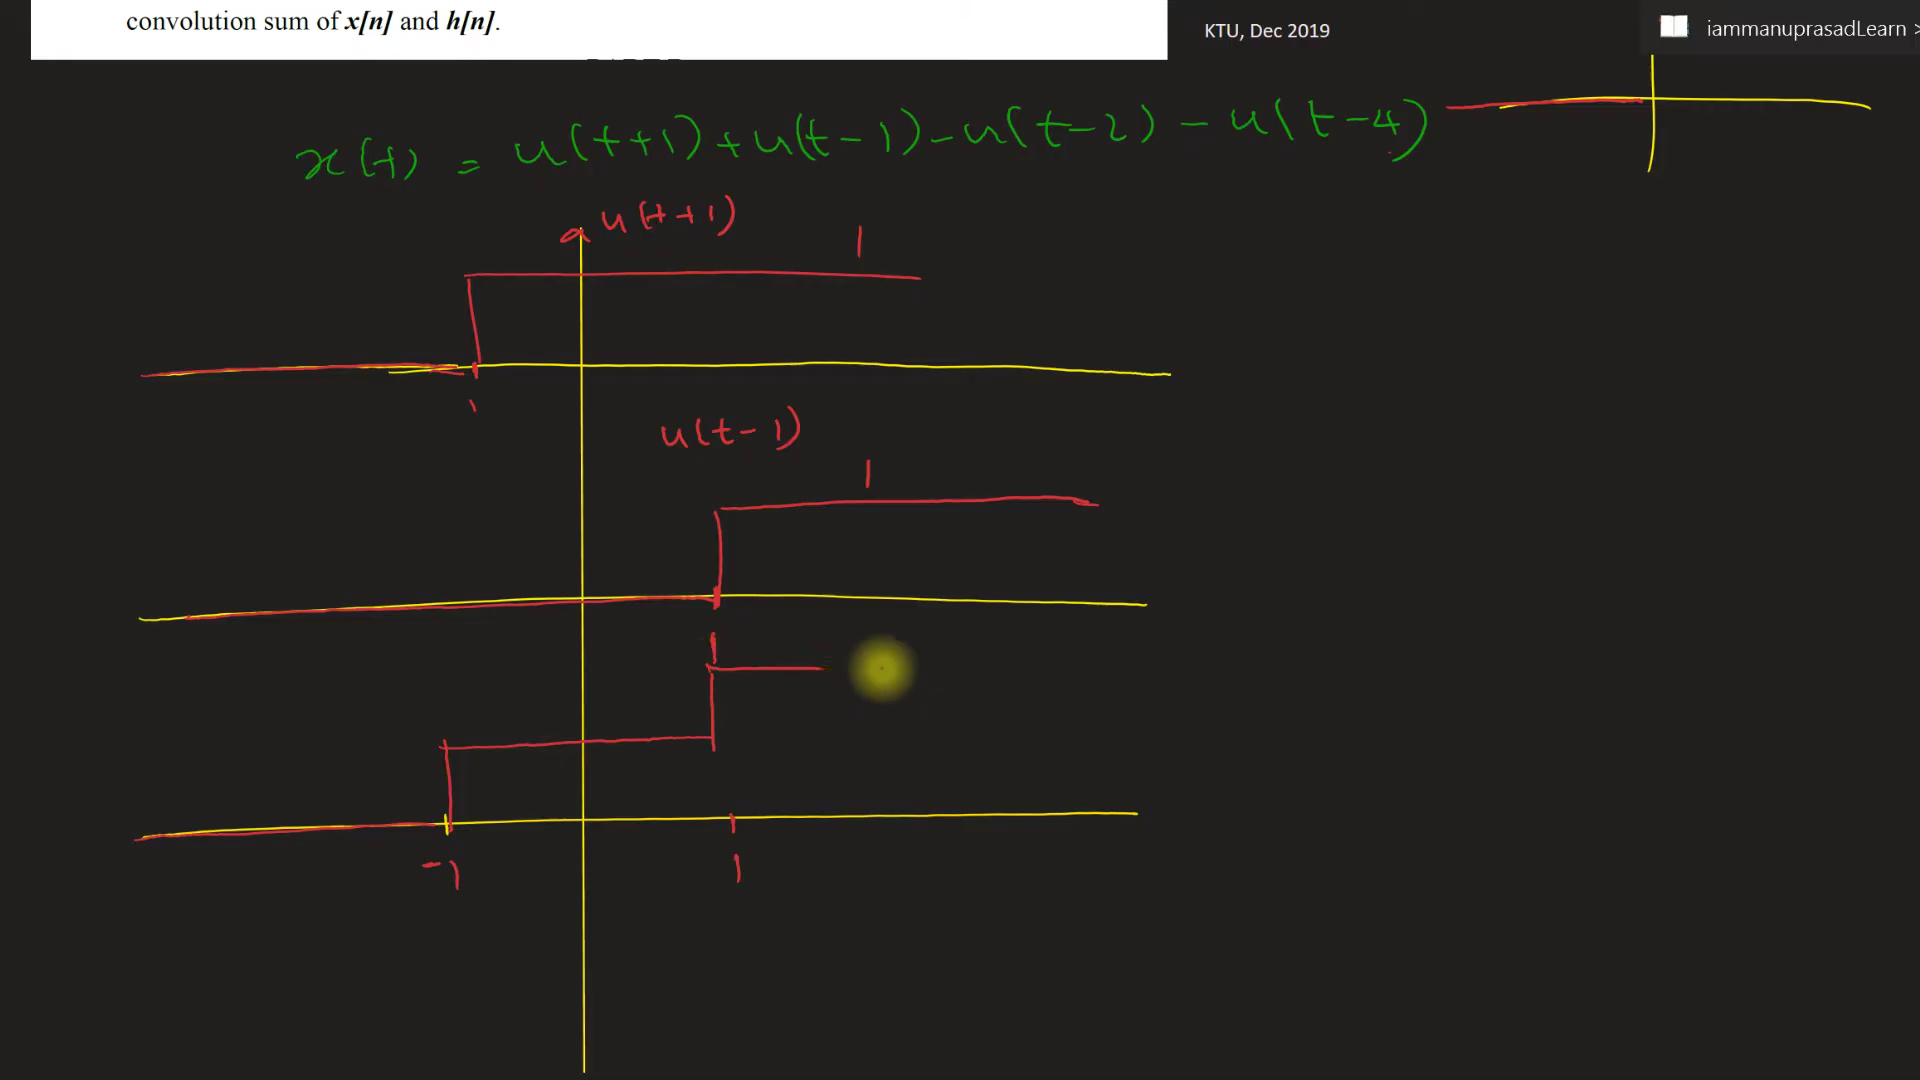 convolution sum of x[n] and h[n].
KTU, Dec 2019
iammanuprasadLearn >
x(t) = u(t+1)+u(t-1)-u(t-2)-u(t-4)
u(t+1)
1
u(t-1)
1
-1
1